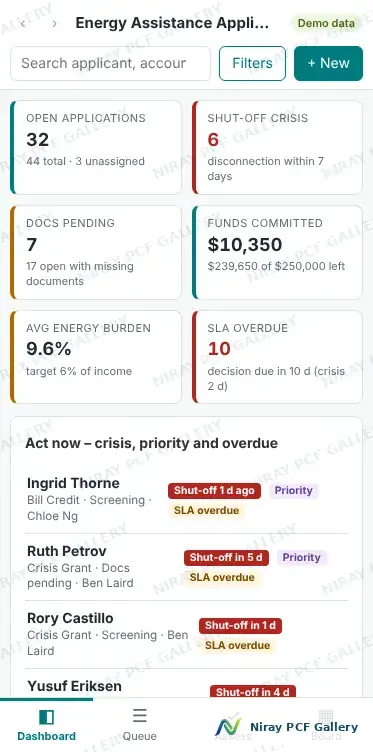 ‹ › Energy Assistance Appli... Demo data
Search applicant, accour Filters + New
OPEN APPLICATIONS
32
44 total · 3 unassigned
SHUT-OFF CRISIS
6
disconnection within 7
days
DOCS PENDING
7
17 open with missing
documents
FUNDS COMMITTED
$10,350
$239,650 of $250,000 left
AVG ENERGY BURDEN
9.6%
target 6% of income
SLA OVERDUE
10
decision due in 10 d (crisis
2 d)
Act now – crisis, priority and overdue
Ingrid Thorne
Bill Credit · Screening ·
Chloe Ng
Shut-off 1 d ago Priority
SLA overdue
Ruth Petrov
Crisis Grant · Docs
pending · Ben Laird
Shut-off in 5 d Priority
SLA overdue
Rory Castillo
Crisis Grant · Screening · Ben
Laird
Shut-off in 1 d
SLA overdue
Yusuf Eriksen
Shut-off in 4 d
Dashboard Queue Assess Board
Niray PCF Gallery
NIRAY PCF GALLERY